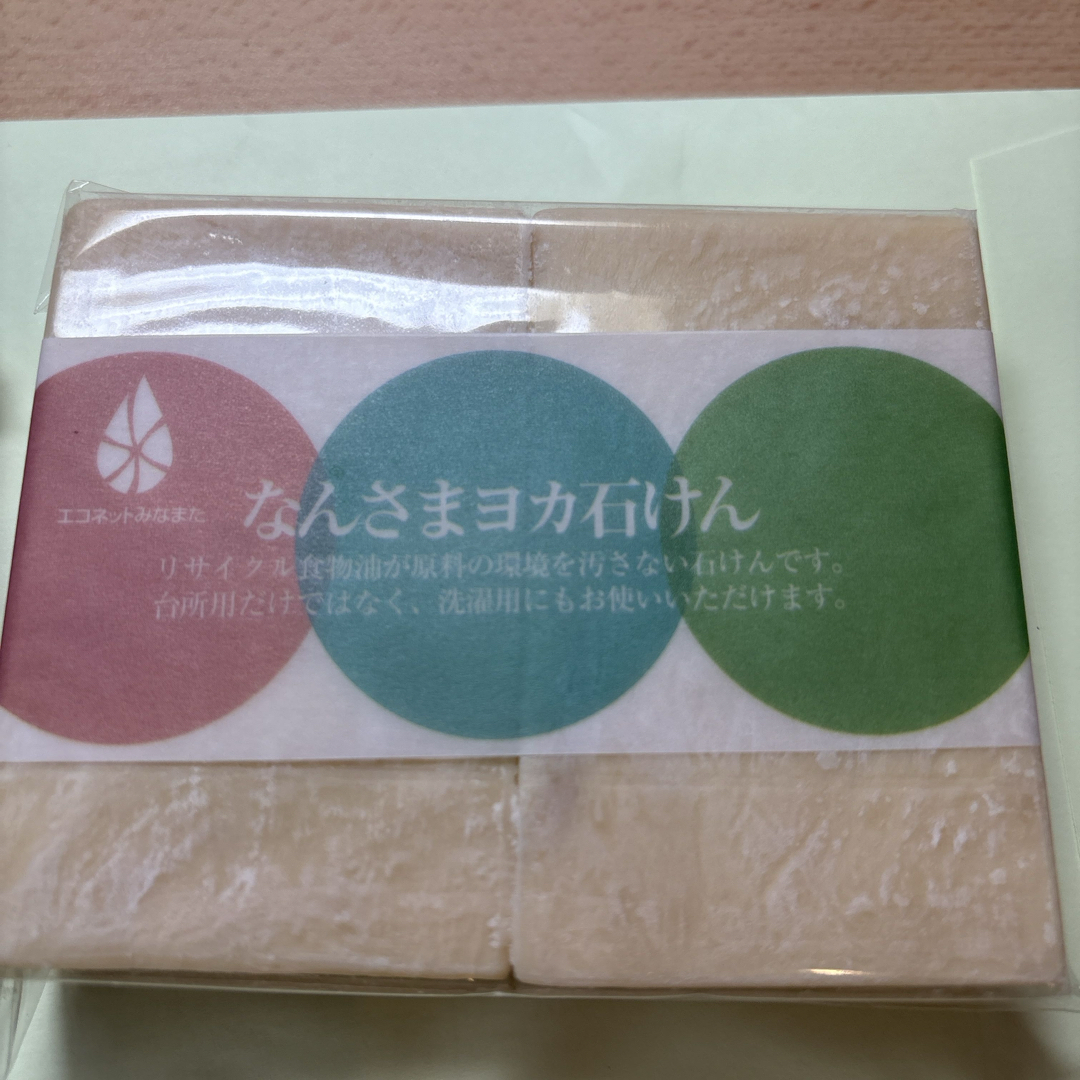 エコネットみなまた
なんさまヨカ石けん
リサイクル食物油が原料の環境を汚さない石けんです。
台所用だけではなく、洗濯用にもお使いいただけます。